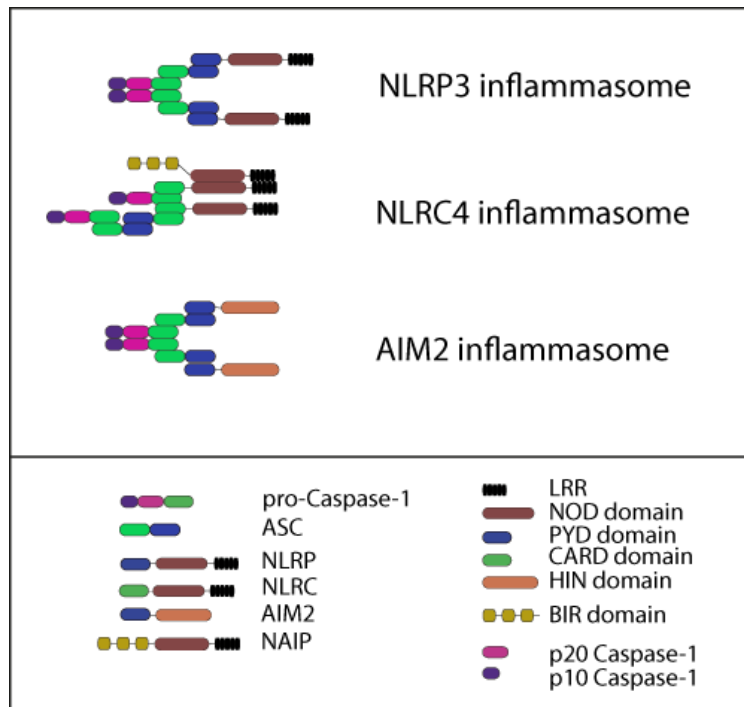 NLRP3 inflammasome
NLRC4 inflammasome
AIM2 inflammasome
pro-Caspase-1
ASC
NLRP
NLRC
AIM2
NAIP
LRR
NOD domain
PYD domain
CARD domain
HIN domain
BIR domain
p20 Caspase-1
p10 Caspase-1